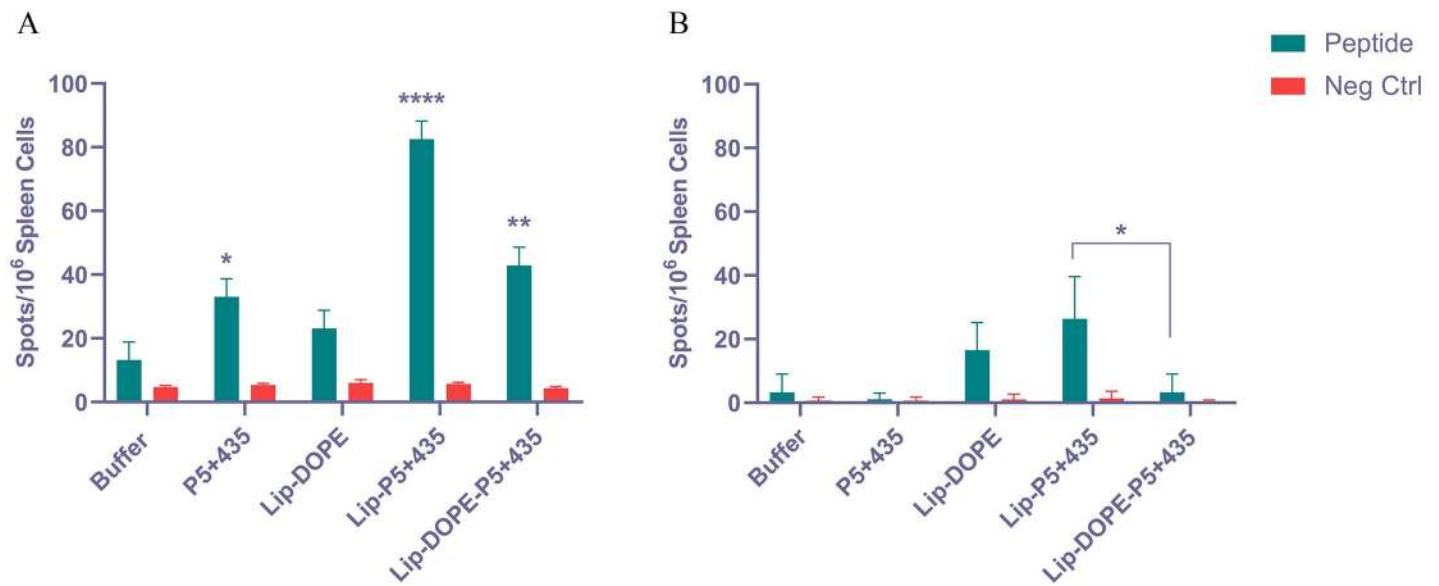 A
Spots/10⁶ Spleen Cells
100
80
60
40
20
0
*
****
**
Buffer
P5+435
Lip-DOPE
Lip-P5+435
Lip-DOPE-P5+435
B
Spots/10⁶ Spleen Cells
100
80
60
40
20
0
*
Buffer
P5+435
Lip-DOPE
Lip-P5+435
Lip-DOPE-P5+435
Peptide
Neg Ctrl